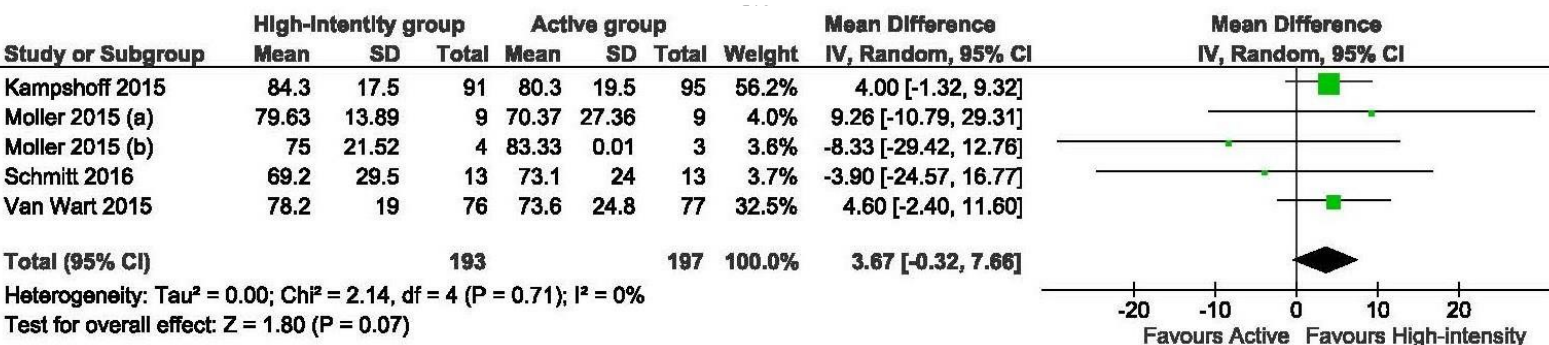 High-Intentity group Active group Mean Difference Mean Difference
Study or Subgroup Mean SD Total Mean SD Total Weight IV, Random, 95% CI IV, Random, 95% CI
Kampshoff 2015 84.3 17.5 91 80.3 19.5 95 56.2% 4.00 [-1.32, 9.32]
Moller 2015 (a) 79.63 13.89 9 70.37 27.36 9 4.0% 9.26 [-10.79, 29.31]
Moller 2015 (b) 75 21.52 4 83.33 0.01 3 3.6% -8.33 [-29.42, 12.76]
Schmitt 2016 69.2 29.5 13 73.1 24 13 3.7% -3.90 [-24.57, 16.77]
Van Wart 2015 78.2 19 76 73.6 24.8 77 32.5% 4.60 [-2.40, 11.60]
Total (95% CI) 193 197 100.0% 3.67 [-0.32, 7.66]
Heterogeneity: Tau² = 0.00; Chi² = 2.14, df = 4 (P = 0.71); I² = 0%
Test for overall effect: Z = 1.80 (P = 0.07)
-20 -10 0 10 20
Favours Active Favours High-intensity